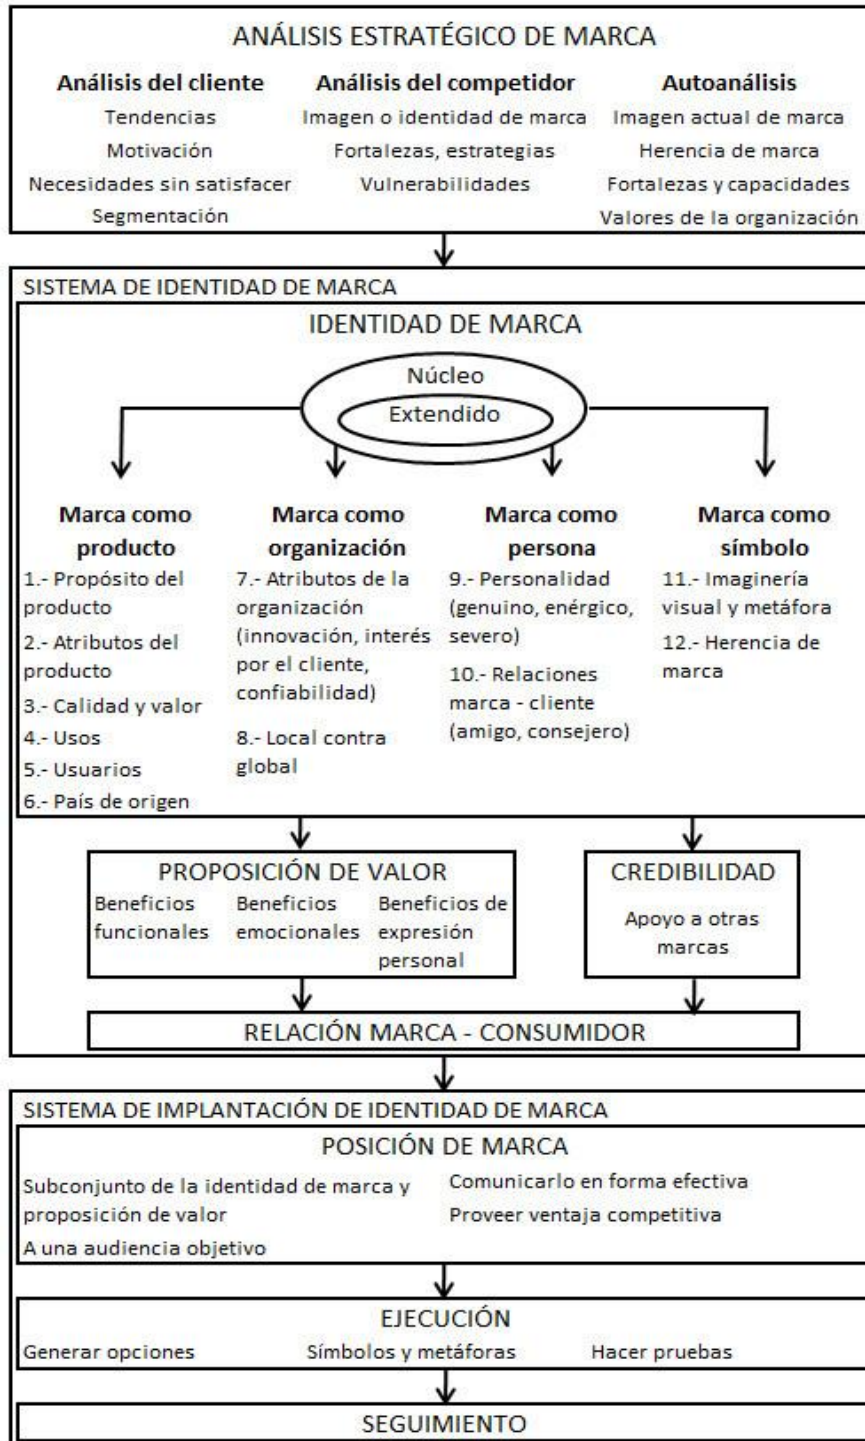 ANÁLISIS ESTRATÉGICO DE MARCA
Análisis del cliente
Tendencias
Motivación
Necesidades sin satisfacer
Segmentación
Análisis del competidor
Imagen o identidad de marca
Fortalezas, estrategias
Vulnerabilidades
Autoanálisis
Imagen actual de marca
Herencia de marca
Fortalezas y capacidades
Valores de la organización
SISTEMA DE IDENTIDAD DE MARCA
IDENTIDAD DE MARCA
Núcleo
Extendido
Marca como
producto
1.- Propósito del
producto
2.- Atributos del
producto
3.- Calidad y valor
4.- Usos
5.- Usuarios
6.- País de origen
Marca como
organización
7.- Atributos de la
organización
(innovación, interés
por el cliente,
confiabilidad)
8.- Local contra
global
Marca como
persona
9.- Personalidad
(genuino, enérgico,
severo)
10.- Relaciones
marca - cliente
(amigo, consejero)
Marca como
símbolo
11.- Imaginería
visual y metáfora
12.- Herencia de
marca
PROPOSICIÓN DE VALOR
Beneficios
funcionales
Beneficios
emocionales
Beneficios de
expresión
personal
CREDIBILIDAD
Apoyo a otras
marcas
RELACIÓN MARCA - CONSUMIDOR
SISTEMA DE IMPLANTACIÓN DE IDENTIDAD DE MARCA
POSICIÓN DE MARCA
Subconjunto de la identidad de marca y
proposición de valor
A una audiencia objetivo
Comunicarlo en forma efectiva
Proveer ventaja competitiva
EJECUCIÓN
Generar opciones
Símbolos y metáforas
Hacer pruebas
SEGUIMIENTO